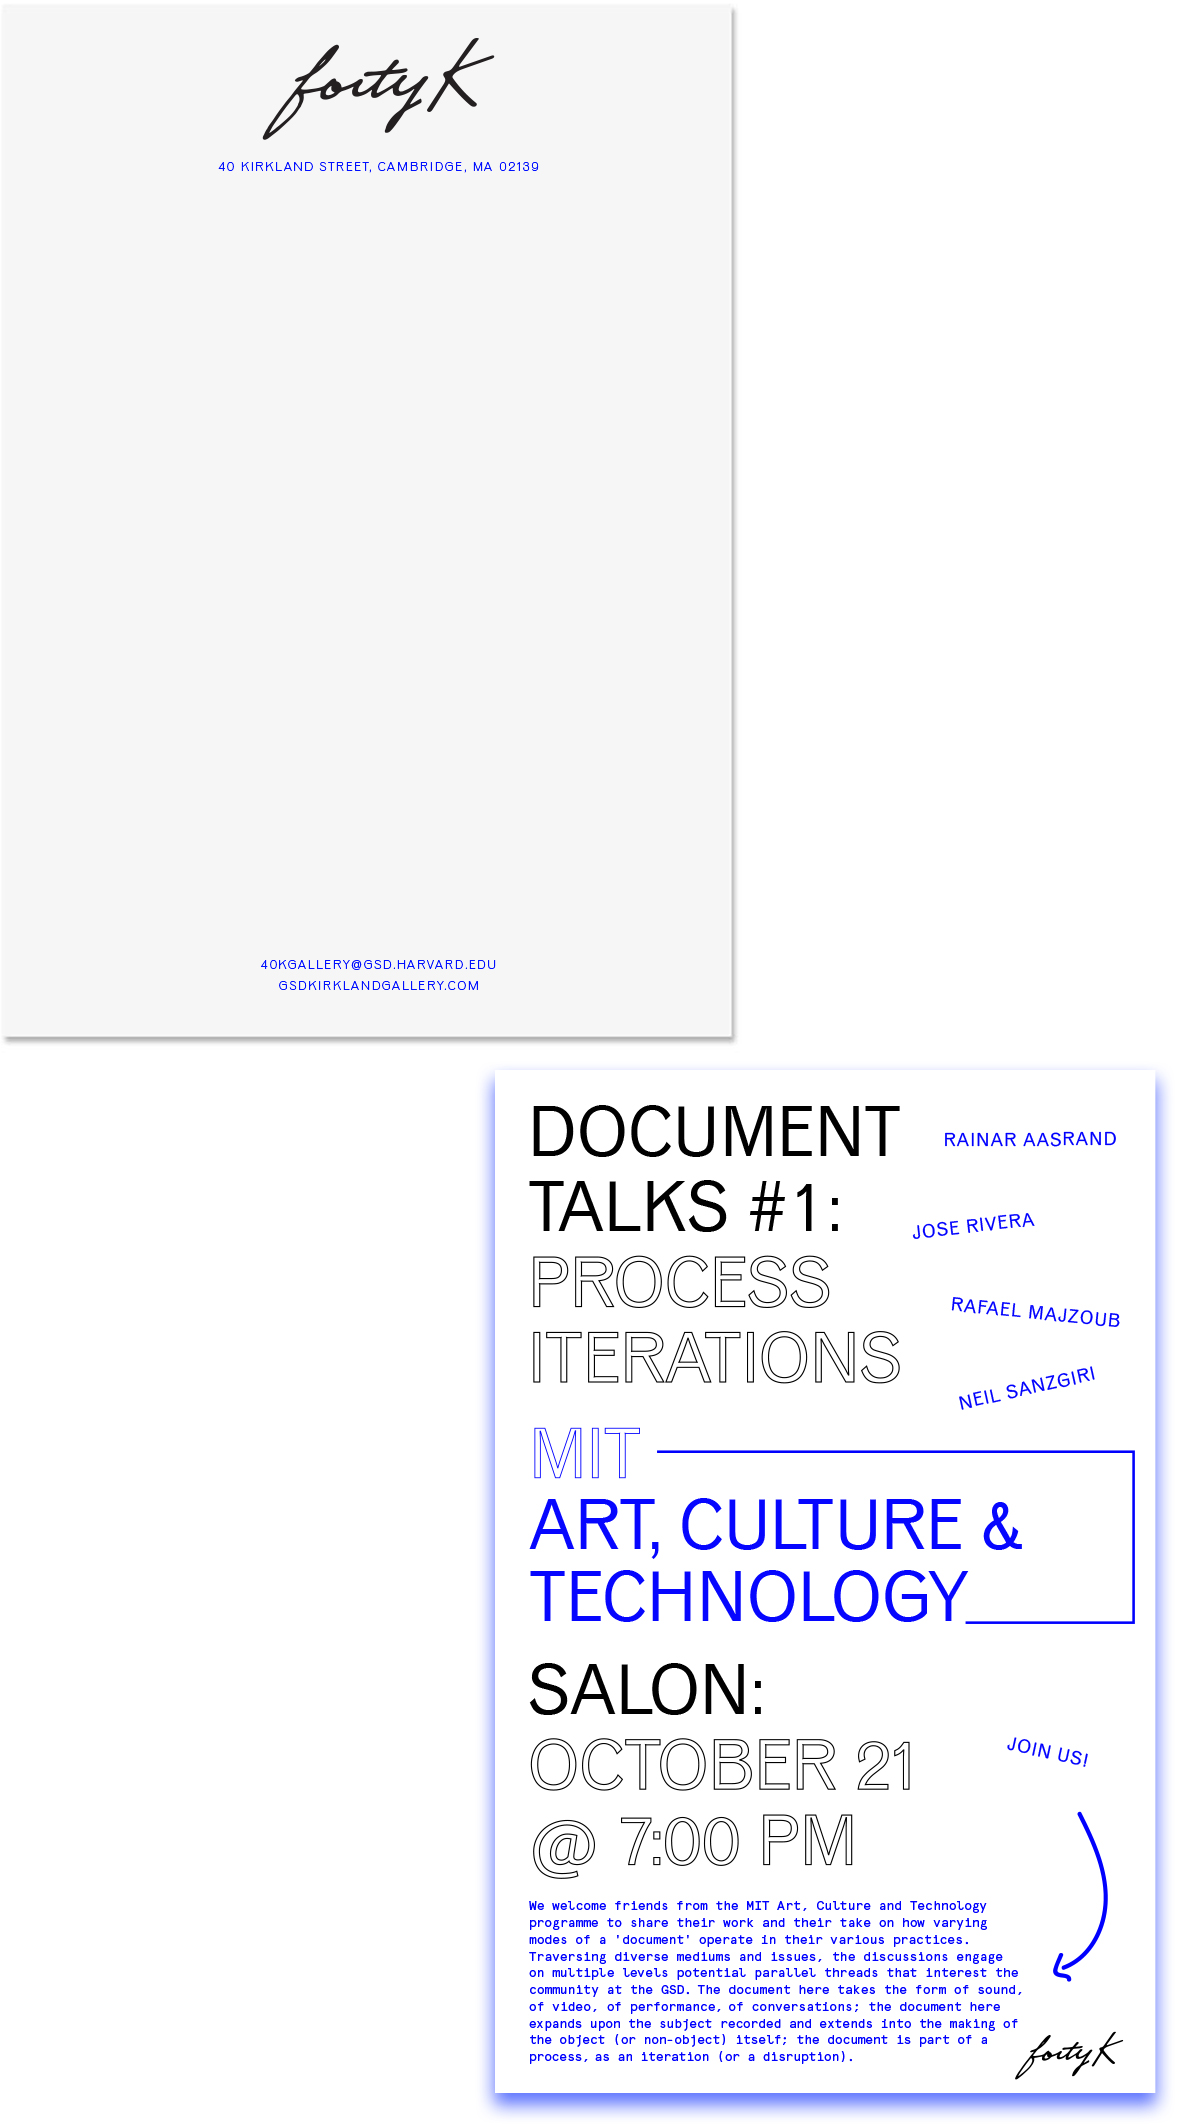 forty K
40 KIRKLAND STREET, CAMBRIDGE, MA 02139
40KGALLERY@GSD.HARVARD.EDU
GSDKIRKLANDGALLERY.COM
DOCUMENT
TALKS #1:
PROCESS
ITERATIONS
RAINAR AASRAND
JOSE RIVERA
RAFAEL MAJZOUB
NEIL SANZGIRI
MIT
ART, CULTURE &
TECHNOLOGY
SALON:
OCTOBER 21
@ 7:00 PM
JOIN US!
We welcome friends from the MIT Art, Culture and Technology
programme to share their work and their take on how varying
modes of a 'document' operate in their various practices.
Traversing diverse mediums and issues, the discussions engage
on multiple levels potential parallel threads that interest the
community at the GSD. The document here takes the form of sound,
of video, of performance, of conversations; the document here
expands upon the subject recorded and extends into the making of
the object (or non-object) itself; the document is part of a
process, as an iteration (or a disruption).
forty K